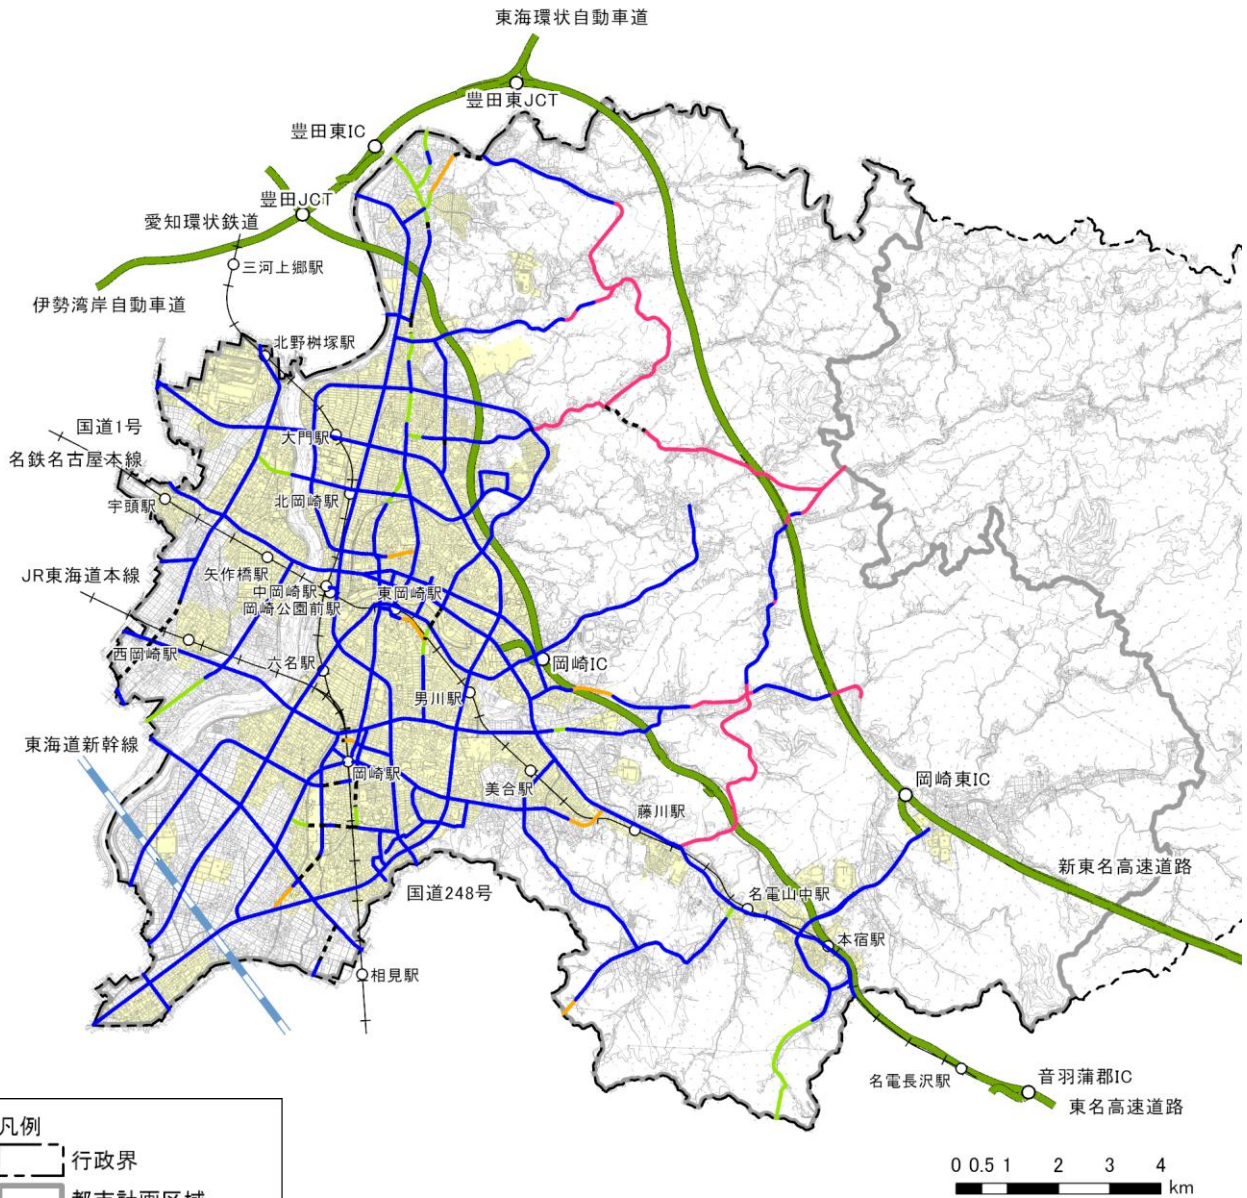 東海環状自動車道
豊田東JCT
豊田東IC
豊田JCT
愛知環状鉄道
三河上郷駅
伊勢湾岸自動車道
北野桝塚駅
国道1号
大門駅
名鉄名古屋本線
宇頭駅
北岡崎駅
矢作橋駅
JR東海道本線
中岡崎駅
東岡崎駅
岡崎公園前駅
西岡崎駅
六名駅
岡崎IC
男川駅
東海道新幹線
岡崎駅
美合駅
岡崎東IC
藤川駅
新東名高速道路
国道248号
名電山中駅
本宿駅
相見駅
名電長沢駅
音羽蒲郡IC
東名高速道路
凡例
行政界
都市計画区域
0 0.5 1 2 3 4
km